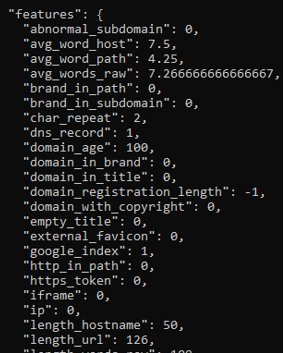 "features": {
"abnormal_subdomain": 0,
"avg_word_host": 7.5,
"avg_word_path": 4.25,
"avg_words_raw": 7.266666666666667,
"brand_in_path": 0,
"brand_in_subdomain": 0,
"char_repeat": 2,
"dns_record": 1,
"domain_age": 100,
"domain_in_brand": 0,
"domain_in_title": 0,
"domain_registration_length": -1,
"domain_with_copyright": 0,
"empty_title": 0,
"external_favicon": 0,
"google_index": 1,
"http_in_path": 0,
"https_token": 0,
"iframe": 0,
"ip": 0,
"length_hostname": 50,
"length_url": 126,